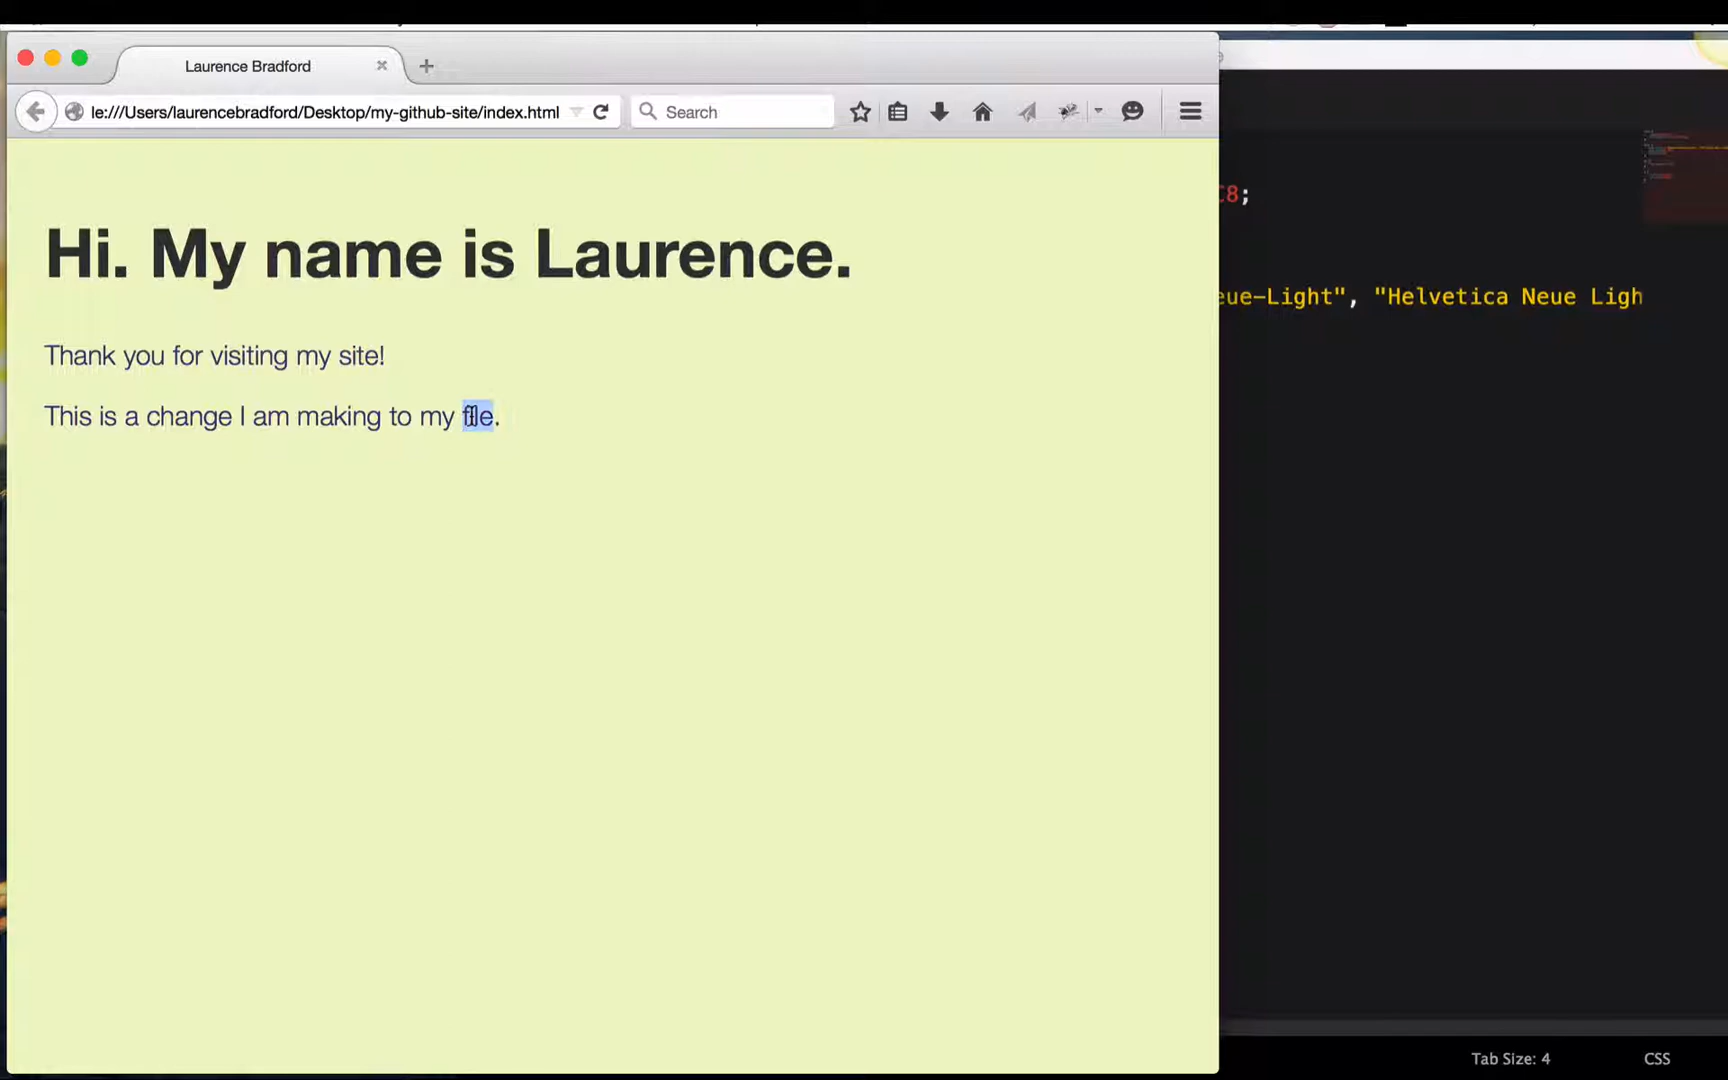 Laurence Bradford
le:///Users/laurencebradford/Desktop/my-github-site/index.html
Search
8;
Hi. My name is Laurence.
eue-Light", "Helvetica Neue Ligh
Thank you for visiting my site!
This is a change I am making to my file.
Tab Size: 4
CSS